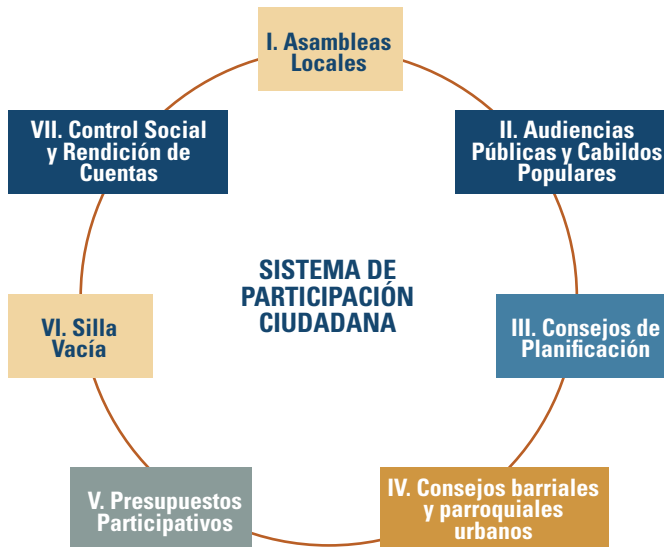 I. Asambleas
Locales
VII. Control Social
y Rendición de
Cuentas
II. Audiencias
Públicas y Cabildos
Populares
SISTEMA DE
PARTICIPACIÓN
CIUDADANA
VI. Silla
Vacía
III. Consejos de
Planificación
V. Presupuestos
Participativos
IV. Consejos barriales
y parroquiales
urbanos